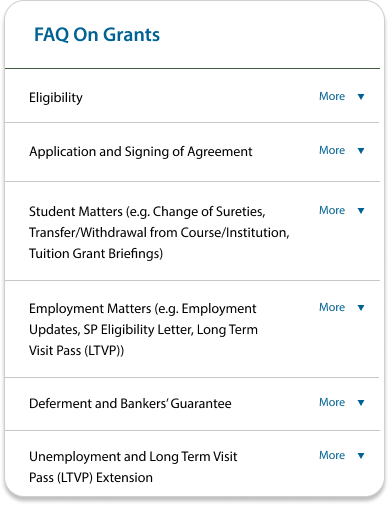 FAQ On Grants
Eligibility More ▼
Application and Signing of Agreement More ▼
Student Matters (e.g. Change of Sureties, More ▼
Transfer/Withdrawal from Course/Institution,
Tuition Grant Briefings)
Employment Matters (e.g. Employment More ▼
Updates, SP Eligibility Letter, Long Term
Visit Pass (LTVP))
Deferment and Bankers' Guarantee More ▼
Unemployment and Long Term Visit More ▼
Pass (LTVP) Extension